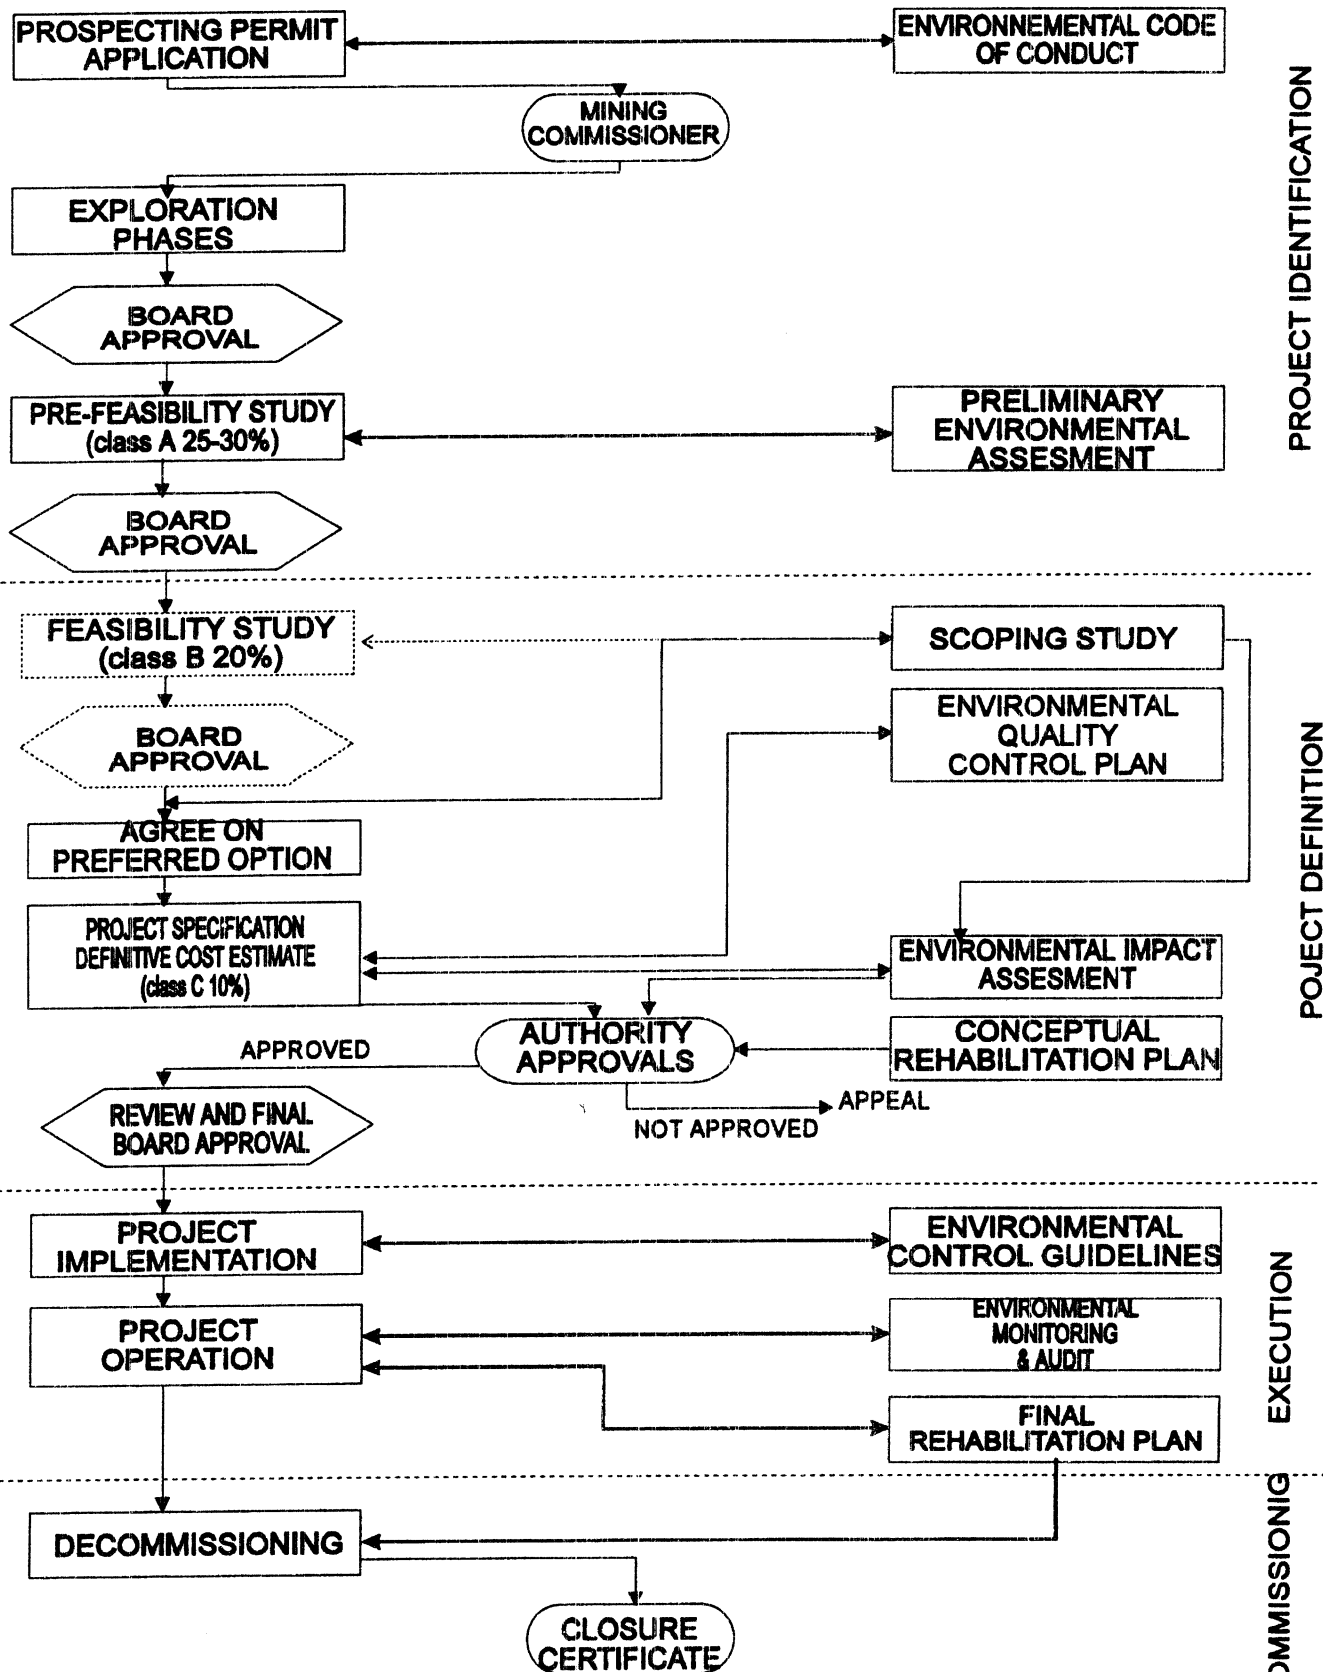 PROSPECTING PERMIT
APPLICATION
ENVIRONNEMENTAL CODE
OF CONDUCT
MINING
COMMISSIONER
EXPLORATION
PHASES
BOARD
APPROVAL
PRE-FEASIBILITY STUDY
(class A 25-30%)
PRELIMINARY
ENVIRONMENTAL
ASSESMENT
BOARD
APPROVAL
PROJECT IDENTIFICATION
FEASIBILITY STUDY
(class B 20%)
SCOPING STUDY
ENVIRONMENTAL
QUALITY
CONTROL PLAN
BOARD
APPROVAL
AGREE ON
PREFERRED OPTION
PROJECT SPECIFICATION
DEFINITIVE COST ESTIMATE
(class C 10%)
ENVIRONMENTAL IMPACT
ASSESMENT
AUTHORITY
APPROVALS
CONCEPTUAL
REHABILITATION PLAN
APPROVED
APPEAL
NOT APPROVED
REVIEW AND FINAL
BOARD APPROVAL
POJECT DEFINITION
PROJECT
IMPLEMENTATION
ENVIRONMENTAL
CONTROL GUIDELINES
PROJECT
OPERATION
ENVIRONMENTAL
MONITORING
& AUDIT
FINAL
REHABILITATION PLAN
EXECUTION
DECOMMISSIONING
CLOSURE
CERTIFICATE
OMMISSIONIG